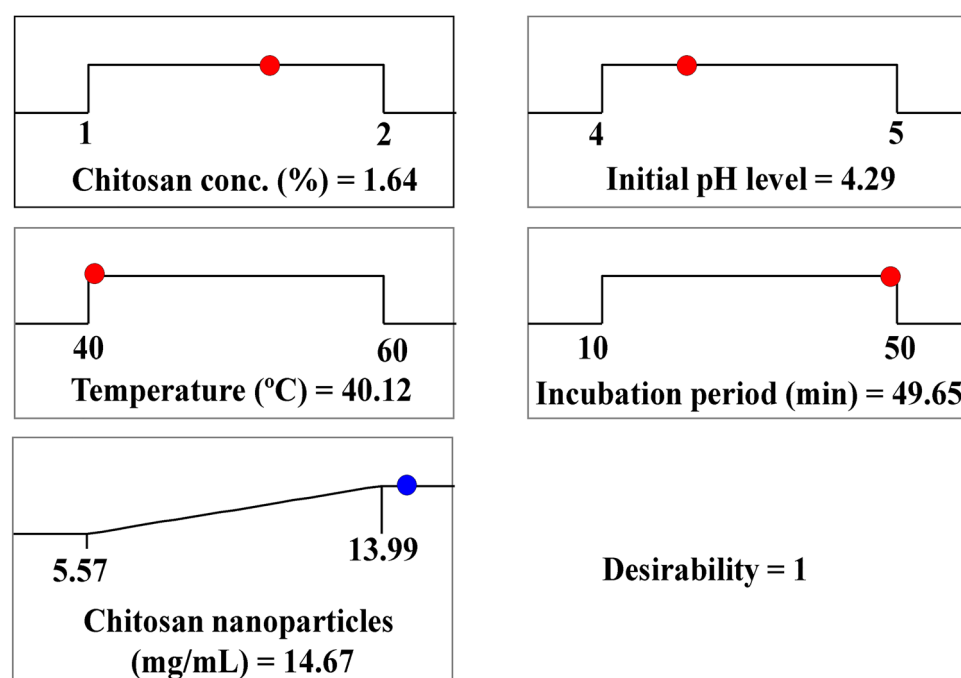 1 2
Chitosan conc. (%) = 1.64
4 5
Initial pH level = 4.29
40 60
Temperature (ºC) = 40.12
10 50
Incubation period (min) = 49.65
5.57 13.99
Chitosan nanoparticles
(mg/mL) = 14.67
Desirability = 1